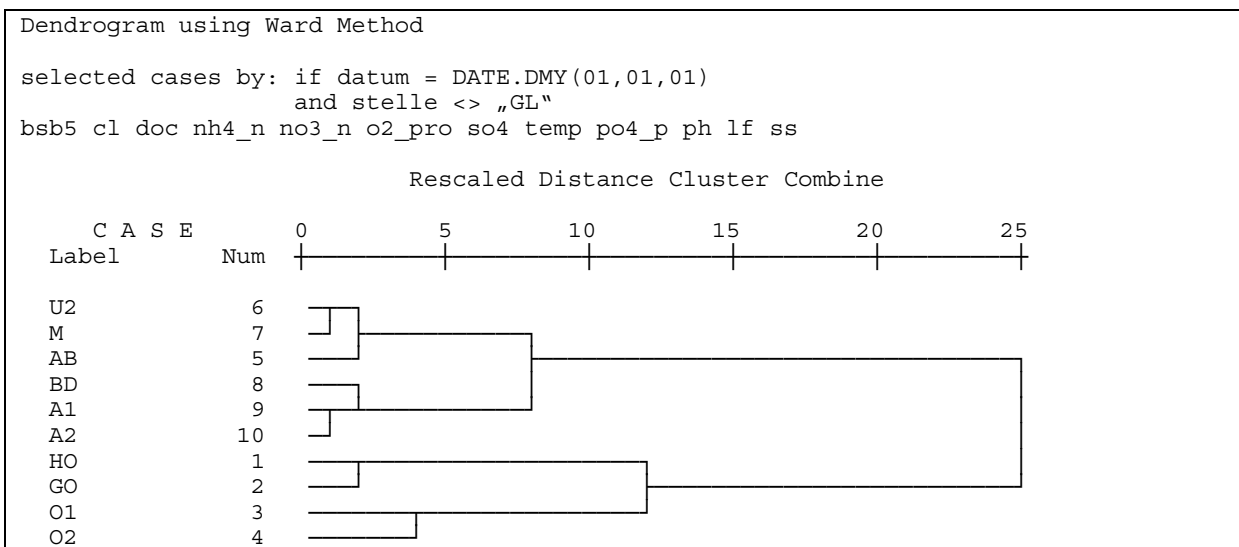 Dendrogram using Ward Method
selected cases by: if datum = DATE.DMY(01,01,01)
and stelle <> „GL“
bsb5 cl doc nh4_n no3_n o2_pro so4 temp po4_p ph lf ss
Rescaled Distance Cluster Combine
C A S E 0 5 10 15 20 25
Label Num
U2 6
M 7
AB 5
BD 8
A1 9
A2 10
HO 1
GO 2
O1 3
O2 4